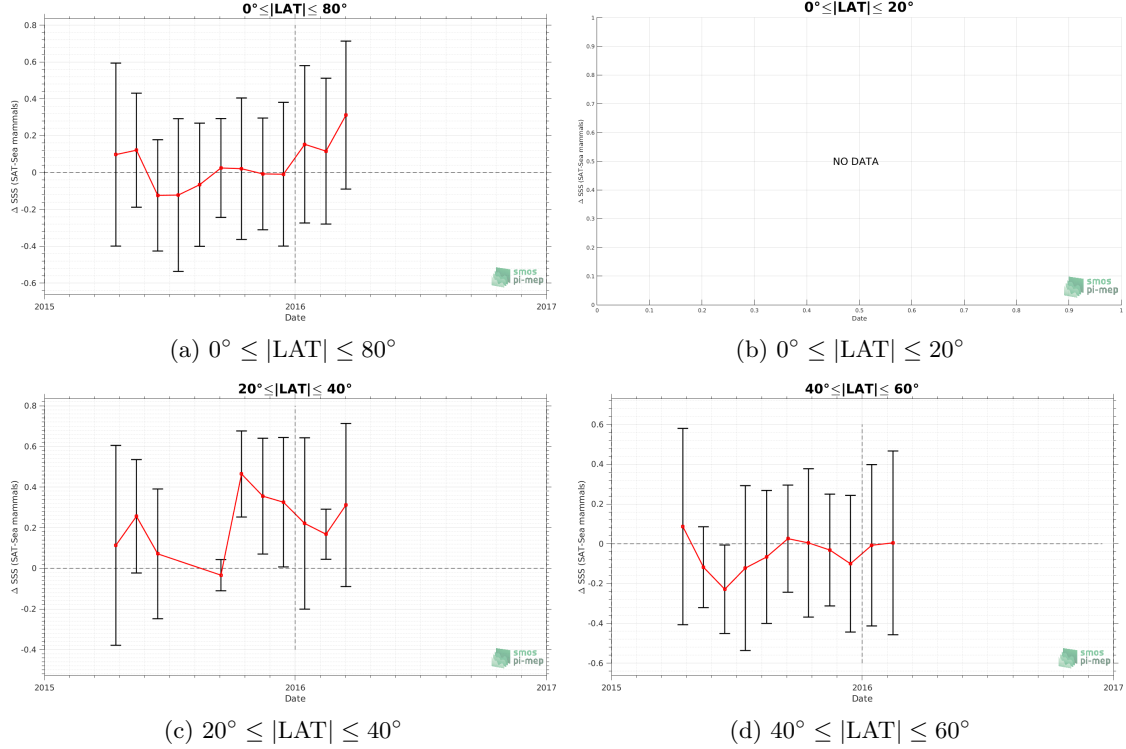 0°≤|LAT|≤ 80°
Δ SSS (SAT-Sea mammals)
0.8
0.6
0.4
0.2
0
-0.2
-0.4
-0.6
2015
2016
2017
Date
smos
pi-mep
(a) 0° ≤ |LAT| ≤ 80°
0°≤|LAT|≤ 20°
Δ SSS (SAT-Sea mammals)
1
0.9
0.8
0.7
0.6
0.5
0.4
0.3
0.2
0.1
0
NO DATA
0
0.1
0.2
0.3
0.4
0.5
0.6
0.7
0.8
0.9
1
Date
smos
pi-mep
(b) 0° ≤ |LAT| ≤ 20°
20°≤|LAT|≤ 40°
Δ SSS (SAT-Sea mammals)
0.8
0.6
0.4
0.2
0
-0.2
-0.4
2015
2016
2017
Date
smos
pi-mep
(c) 20° ≤ |LAT| ≤ 40°
40°≤|LAT|≤ 60°
Δ SSS (SAT-Sea mammals)
0.6
0.4
0.2
0
-0.2
-0.4
-0.6
2015
2016
2017
Date
smos
pi-mep
(d) 40° ≤ |LAT| ≤ 60°